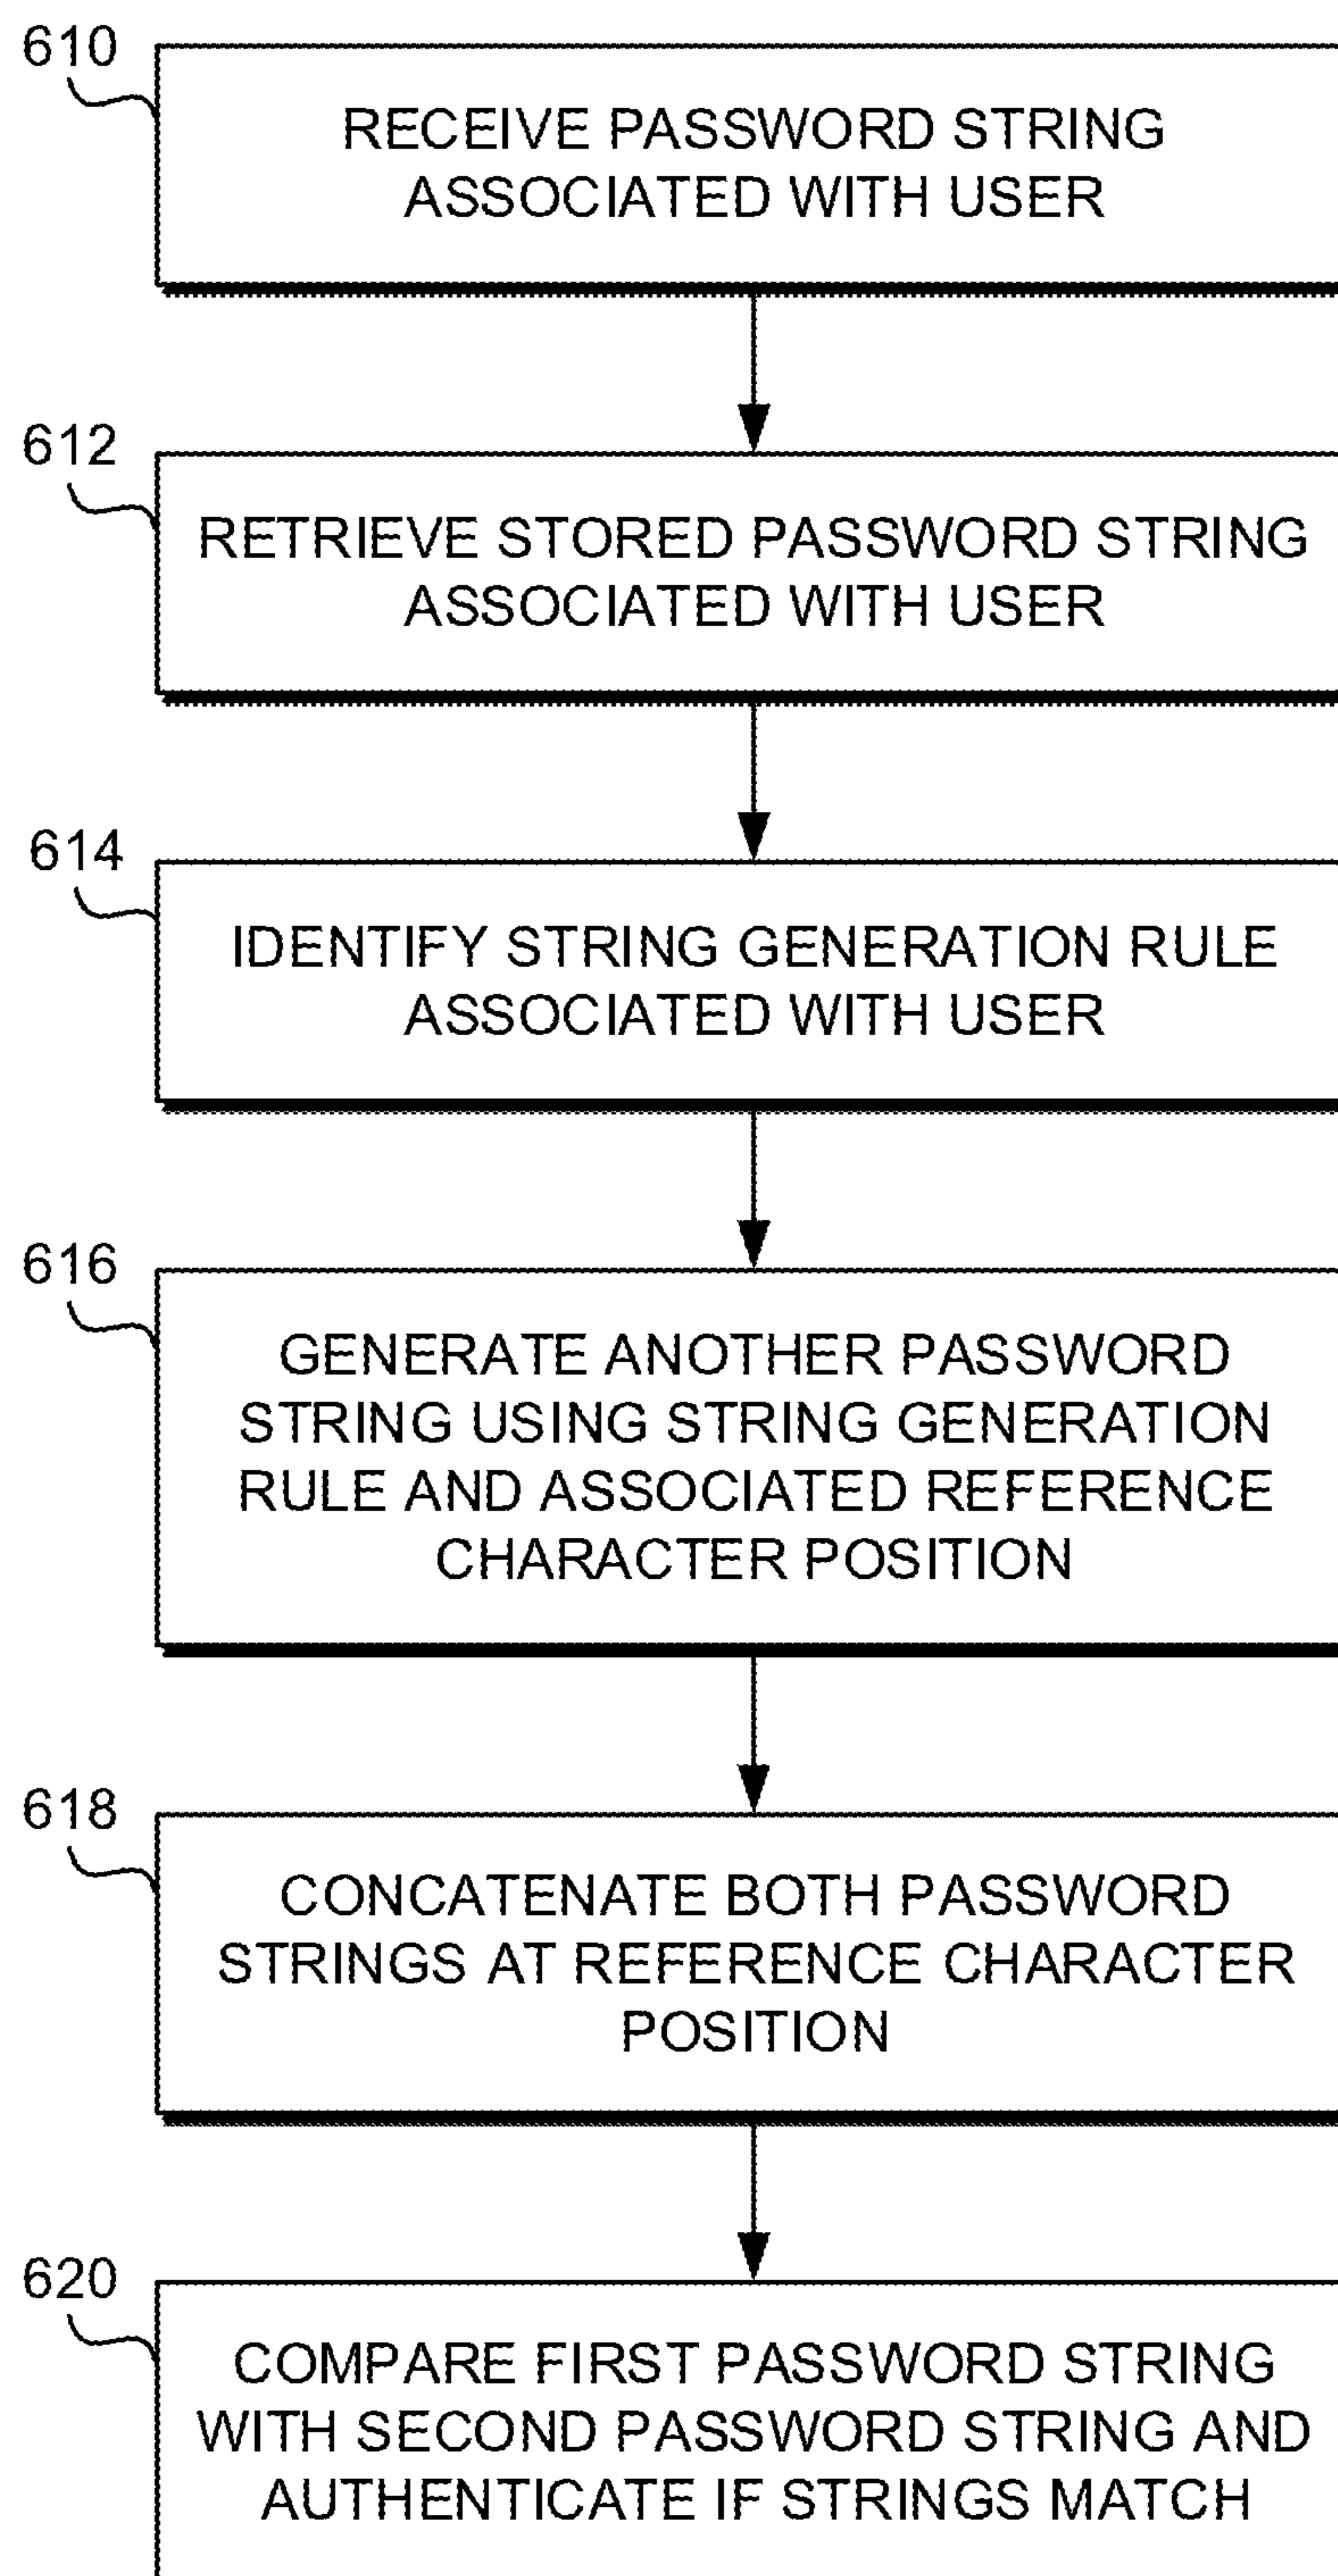 610
RECEIVE PASSWORD STRING
ASSOCIATED WITH USER
612
RETRIEVE STORED PASSWORD STRING
ASSOCIATED WITH USER
614
IDENTIFY STRING GENERATION RULE
ASSOCIATED WITH USER
616
GENERATE ANOTHER PASSWORD
STRING USING STRING GENERATION
RULE AND ASSOCIATED REFERENCE
CHARACTER POSITION
618
CONCATENATE BOTH PASSWORD
STRINGS AT REFERENCE CHARACTER
POSITION
620
COMPARE FIRST PASSWORD STRING
WITH SECOND PASSWORD STRING AND
AUTHENTICATE IF STRINGS MATCH